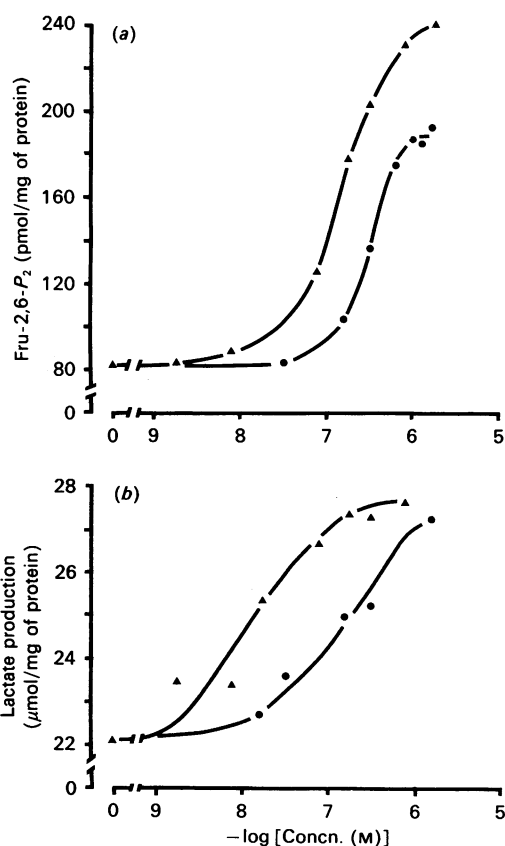 (a)
Fru-2,6-P₂ (pmol/mg of protein)
240
200
160
120
80
0
0 9 8 7 6 5
(b)
Lactate production
(μmol/mg of protein)
28
26
24
22
0
0 9 8 7 6 5
−log [Concn. (M)]